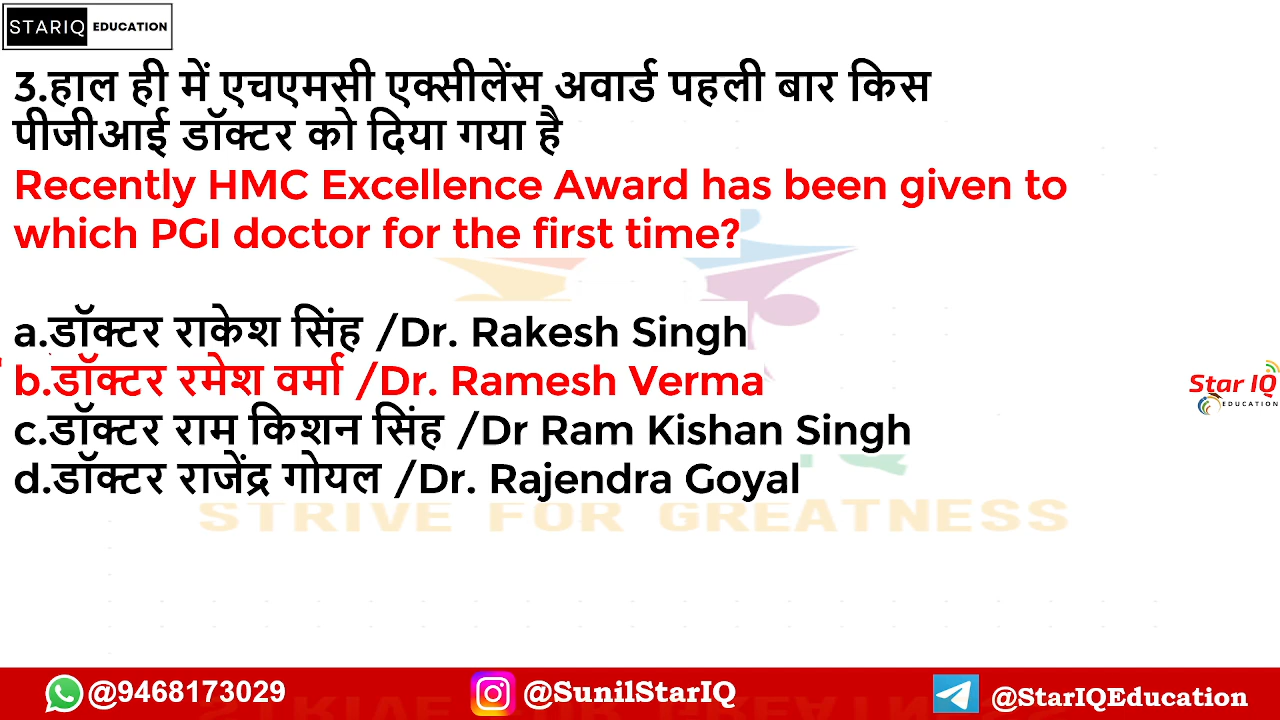 STARIQ EDUCATION
3.हाल ही में एचएमसी एक्सीलेंस अवार्ड पहली बार किस
पीजीआई डॉक्टर को दिया गया है
Recently HMC Excellence Award has been given to
which PGI doctor for the first time?
a.डॉक्टर राकेश सिंह /Dr. Rakesh Singh
b.डॉक्टर रमेश वर्मा /Dr. Ramesh Verma
Star IQ
EDUCATION
c.डॉक्टर राम किशन सिंह /Dr Ram Kishan Singh
d.डॉक्टर राजेंद्र गोयल /Dr. Rajendra Goyal
STRIVE FOR GREATNESS
@9468173029 @SunilStarIQ @StarIQEducation